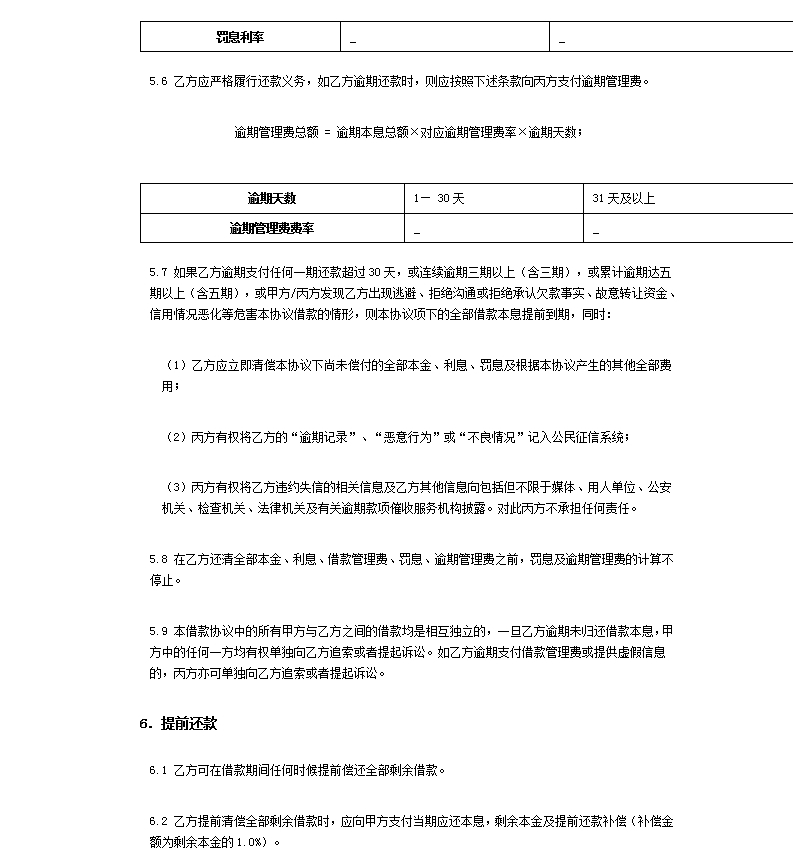 罚息利率 _ _
5.6 乙方应严格履行还款义务，如乙方逾期还款时，则应按照下述条款向丙方支付逾期管理费。
逾期管理费总额 = 逾期本息总额×对应逾期管理费率×逾期天数；
逾期天数 1— 30天 31天及以上
逾期管理费费率 _ _
5.7 如果乙方逾期支付任何一期还款超过30天，或连续逾期三期以上（含三期），或累计逾期达五
期以上（含五期），或甲方/丙方发现乙方出现逃避、拒绝沟通或拒绝承认欠款事实、故意转让资金、
信用情况恶化等危害本协议借款的情形，则本协议项下的全部借款本息提前到期，同时：
（1）乙方应立即清偿本协议下尚未偿付的全部本金、利息、罚息及根据本协议产生的其他全部费
用；
（2）丙方有权将乙方的“逾期记录”、“恶意行为”或“不良情况”记入公民征信系统；
（3）丙方有权将乙方违约失信的相关信息及乙方其他信息向包括但不限于媒体、用人单位、公安
机关、检查机关、法律机关及有关逾期款项催收服务机构披露。对此丙方不承担任何责任。
5.8 在乙方还清全部本金、利息、借款管理费、罚息、逾期管理费之前，罚息及逾期管理费的计算不
停止。
5.9 本借款协议中的所有甲方与乙方之间的借款均是相互独立的，一旦乙方逾期未归还借款本息，甲
方中的任何一方均有权单独向乙方追索或者提起诉讼。如乙方逾期支付借款管理费或提供虚假信息
的，丙方亦可单独向乙方追索或者提起诉讼。
6. 提前还款
6.1 乙方可在借款期间任何时候提前偿还全部剩余借款。
6.2 乙方提前清偿全部剩余借款时，应向甲方支付当期应还本息，剩余本金及提前还款补偿（补偿金
额为剩余本金的1.0%）。